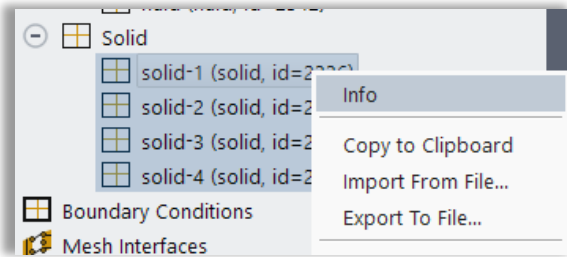 Solid
solid-1 (solid, id=2336)
Info
solid-2 (solid, id=2
solid-3 (solid, id=2
Copy to Clipboard
solid-4 (solid, id=2
Import From File...
Boundary Conditions
Export To File...
Mesh Interfaces